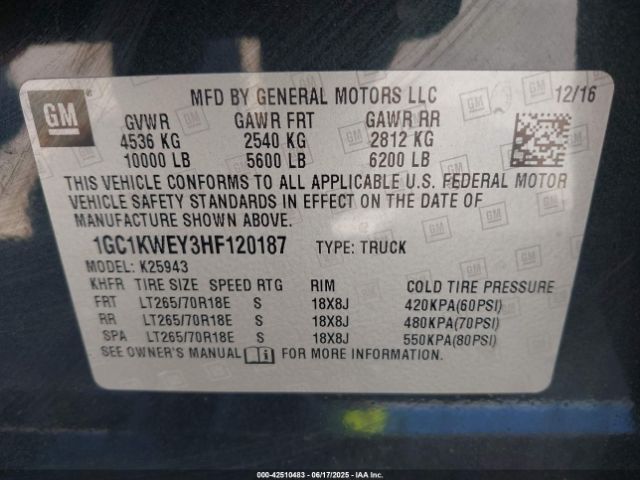 GM
MFD BY GENERAL MOTORS LLC 12/16
GVWR GAWR FRT GAWR RR
4536 KG 2540 KG 2812 KG
10000 LB 5600 LB 6200 LB
THIS VEHICLE CONFORMS TO ALL APPLICABLE U.S. FEDERAL MOTOR
VEHICLE SAFETY STANDARDS IN EFFECT ON THE DATE OF
MANUFACTURE SHOWN ABOVE.
1GC1KWEY3HF120187 TYPE: TRUCK
MODEL: K25943
KHFR TIRE SIZE SPEED RTG RIM COLD TIRE PRESSURE
FRT LT265/70R18E S 18X8J 420KPA(60PSI)
RR LT265/70R18E S 18X8J 480KPA(70PSI)
SPA LT265/70R18E S 18X8J 550KPA(80PSI)
SEE OWNER'S MANUAL FOR MORE INFORMATION.
000-42510483 - 06/17/2025 - IAA Inc.